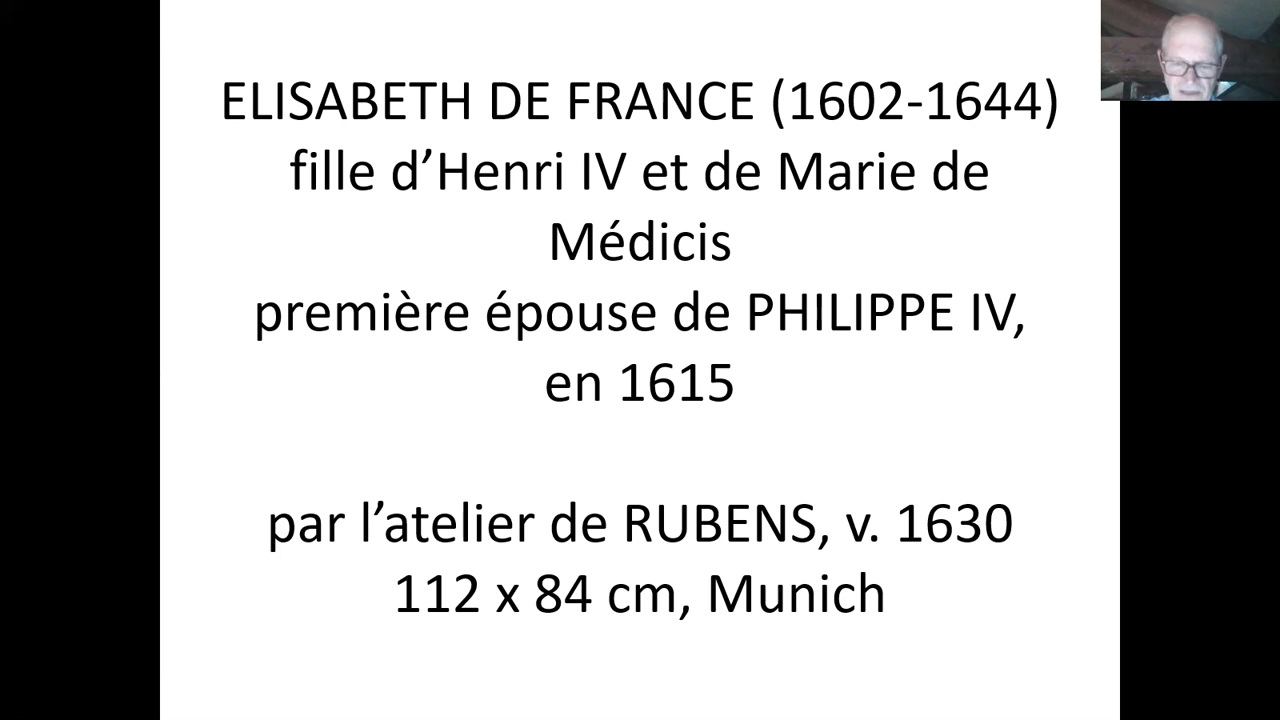 ELISABETH DE FRANCE (1602-1644)
fille d’Henri IV et de Marie de
Médicis
première épouse de PHILIPPE IV,
en 1615
par l’atelier de RUBENS, v. 1630
112 x 84 cm, Munich